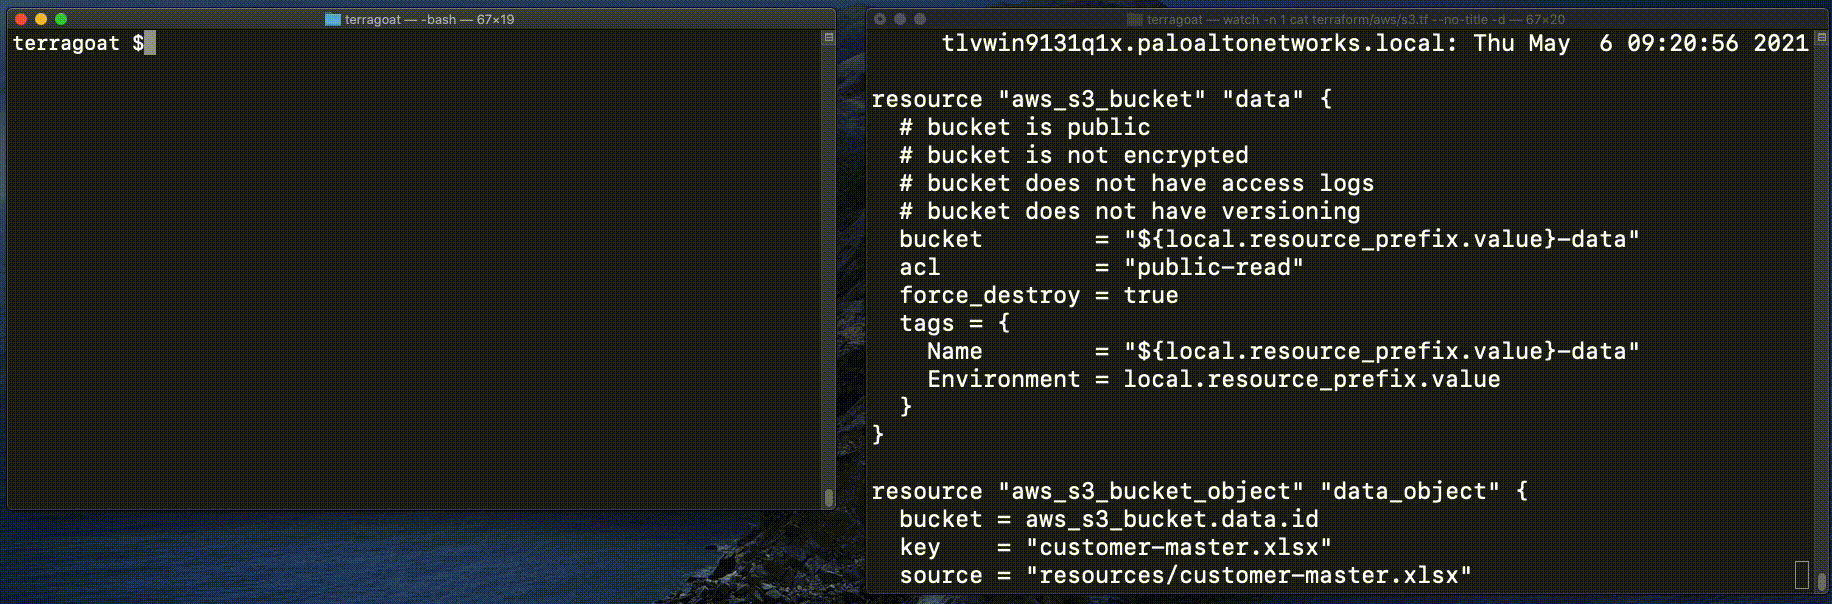 terragoat — -bash — 67×19
terragoat $
terragoat — watch -n 1 cat terraform/aws/s3.tf --no-title -d — 67×20
tlvwin9131q1x.paloaltonetworks.local: Thu May  6 09:20:56 2021
resource "aws_s3_bucket" "data" {
  # bucket is public
  # bucket is not encrypted
  # bucket does not have access logs
  # bucket does not have versioning
  bucket        = "${local.resource_prefix.value}-data"
  acl           = "public-read"
  force_destroy = true
  tags = {
    Name        = "${local.resource_prefix.value}-data"
    Environment = local.resource_prefix.value
  }
}
resource "aws_s3_bucket_object" "data_object" {
  bucket = aws_s3_bucket.data.id
  key    = "customer-master.xlsx"
  source = "resources/customer-master.xlsx"